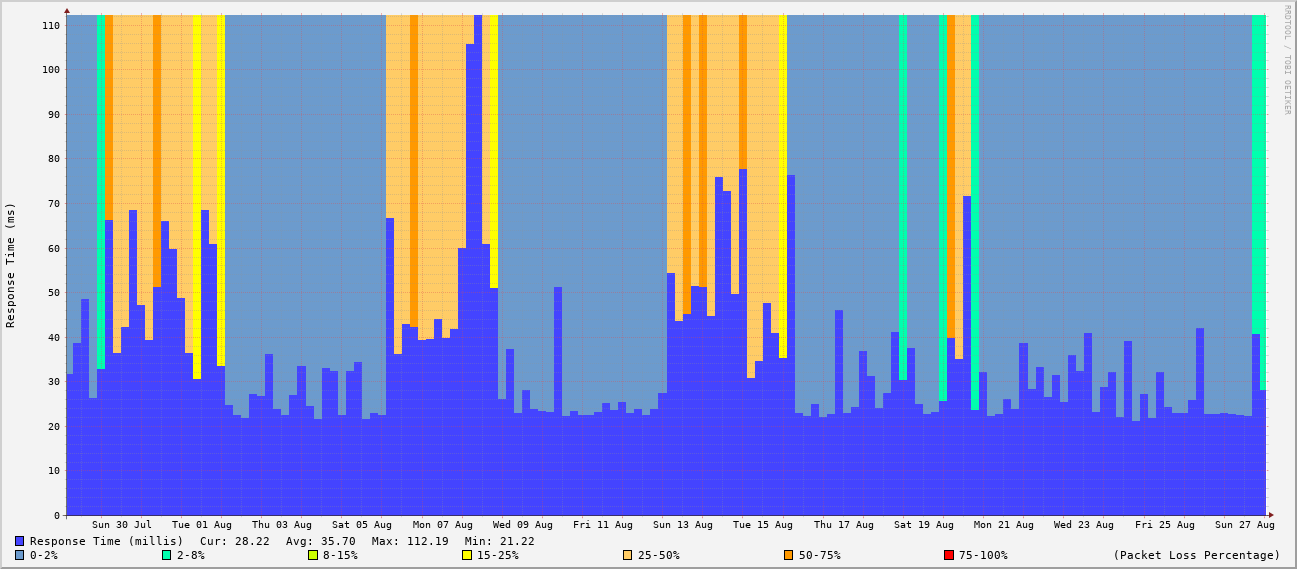 RRDTOOL / TOBI OETIKER
Response Time (ms)
110
100
90
80
70
60
50
40
30
20
10
0
Sun 30 Jul Tue 01 Aug Thu 03 Aug Sat 05 Aug Mon 07 Aug Wed 09 Aug Fri 11 Aug Sun 13 Aug Tue 15 Aug Thu 17 Aug Sat 19 Aug Mon 21 Aug Wed 23 Aug Fri 25 Aug Sun 27 Aug
Response Time (millis) Cur: 28.22 Avg: 35.70 Max: 112.19 Min: 21.22
0-2% 2-8% 8-15% 15-25% 25-50% 50-75% 75-100% (Packet Loss Percentage)